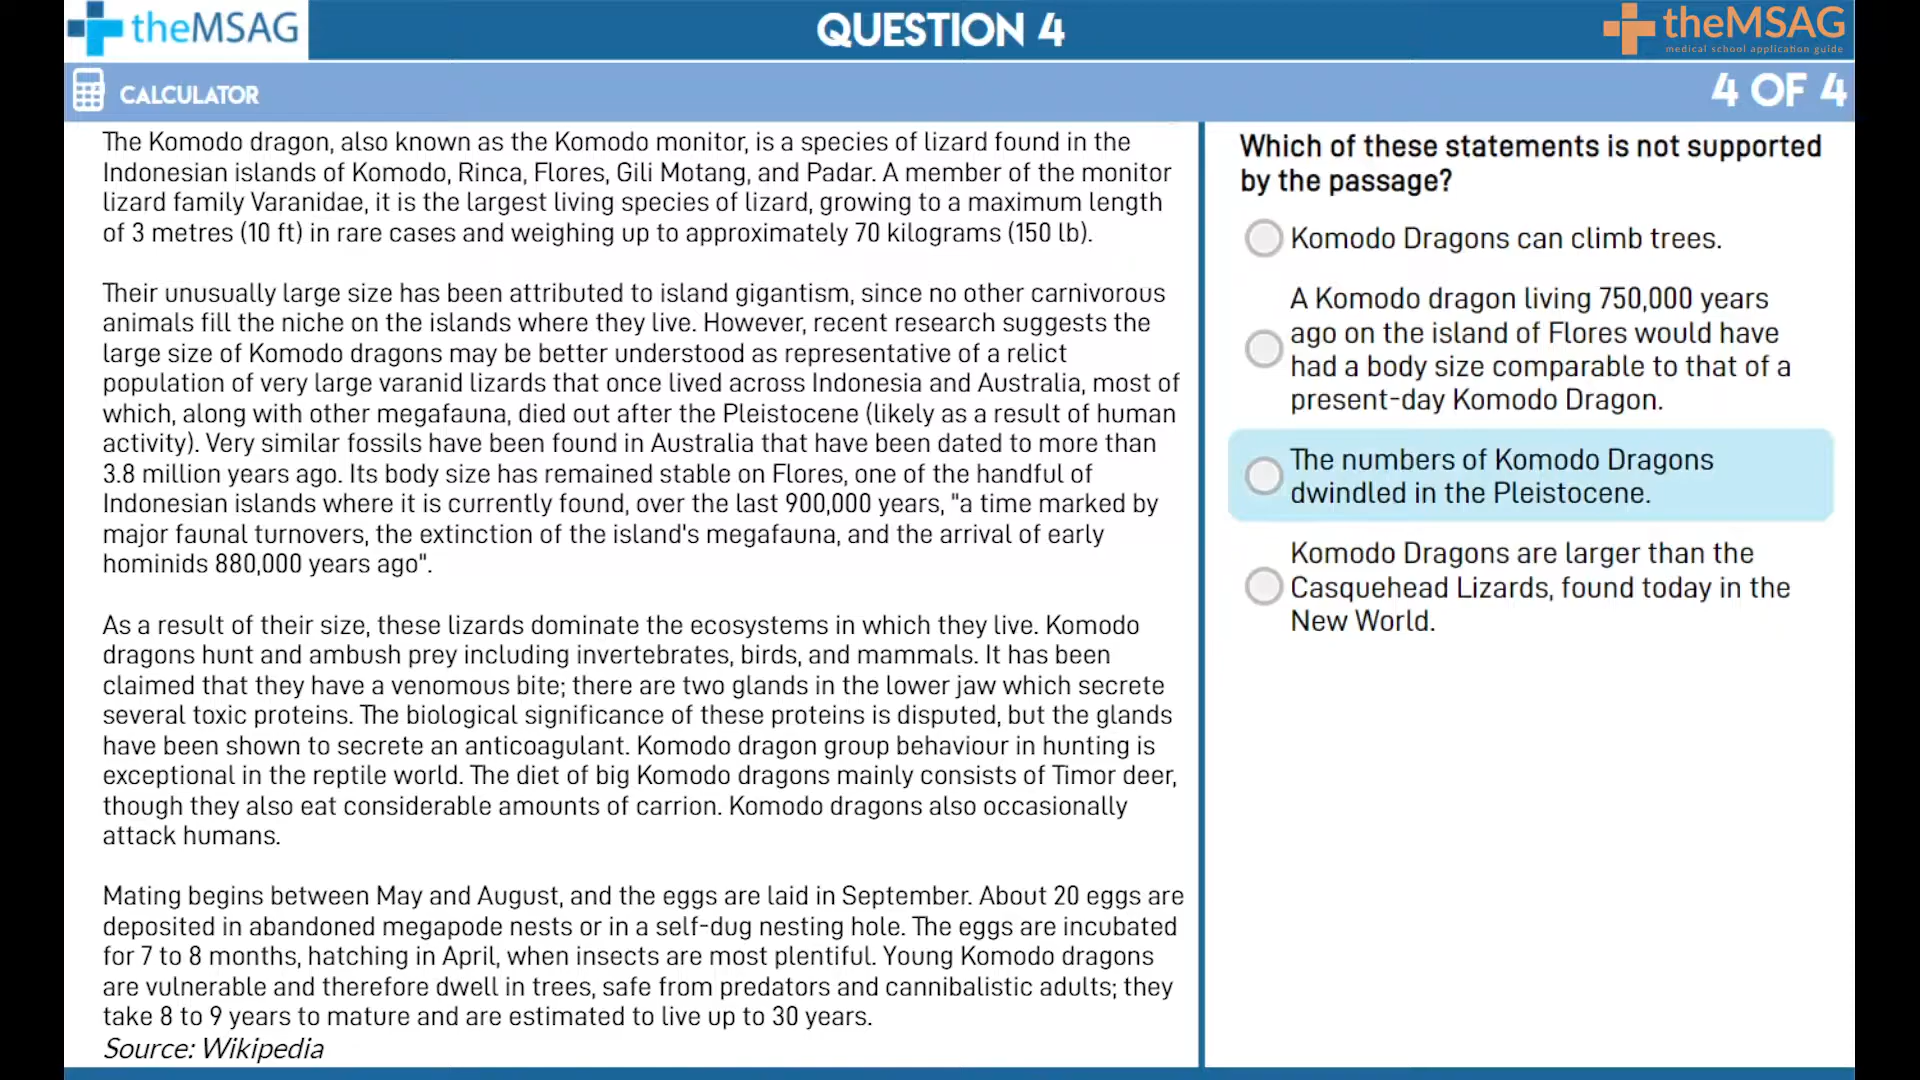 theMSAG
QUESTION 4
theMSAG
medical school application guide
CALCULATOR
4 OF 4
The Komodo dragon, also known as the Komodo monitor, is a species of lizard found in the
Indonesian islands of Komodo, Rinca, Flores, Gili Motang, and Padar. A member of the monitor
lizard family Varanidae, it is the largest living species of lizard, growing to a maximum length
of 3 metres (10 ft) in rare cases and weighing up to approximately 70 kilograms (150 lb).
Their unusually large size has been attributed to island gigantism, since no other carnivorous
animals fill the niche on the islands where they live. However, recent research suggests the
large size of Komodo dragons may be better understood as representative of a relict
population of very large varanid lizards that once lived across Indonesia and Australia, most of
which, along with other megafauna, died out after the Pleistocene (likely as a result of human
activity). Very similar fossils have been found in Australia that have been dated to more than
3.8 million years ago. Its body size has remained stable on Flores, one of the handful of
Indonesian islands where it is currently found, over the last 900,000 years, "a time marked by
major faunal turnovers, the extinction of the island's megafauna, and the arrival of early
hominids 880,000 years ago".
As a result of their size, these lizards dominate the ecosystems in which they live. Komodo
dragons hunt and ambush prey including invertebrates, birds, and mammals. It has been
claimed that they have a venomous bite; there are two glands in the lower jaw which secrete
several toxic proteins. The biological significance of these proteins is disputed, but the glands
have been shown to secrete an anticoagulant. Komodo dragon group behaviour in hunting is
exceptional in the reptile world. The diet of big Komodo dragons mainly consists of Timor deer,
though they also eat considerable amounts of carrion. Komodo dragons also occasionally
attack humans.
Mating begins between May and August, and the eggs are laid in September. About 20 eggs are
deposited in abandoned megapode nests or in a self-dug nesting hole. The eggs are incubated
for 7 to 8 months, hatching in April, when insects are most plentiful. Young Komodo dragons
are vulnerable and therefore dwell in trees, safe from predators and cannibalistic adults; they
take 8 to 9 years to mature and are estimated to live up to 30 years.
Source: Wikipedia
Which of these statements is not supported
by the passage?
Komodo Dragons can climb trees.
A Komodo dragon living 750,000 years
ago on the island of Flores would have
had a body size comparable to that of a
present-day Komodo Dragon.
The numbers of Komodo Dragons
dwindled in the Pleistocene.
Komodo Dragons are larger than the
Casquehead Lizards, found today in the
New World.